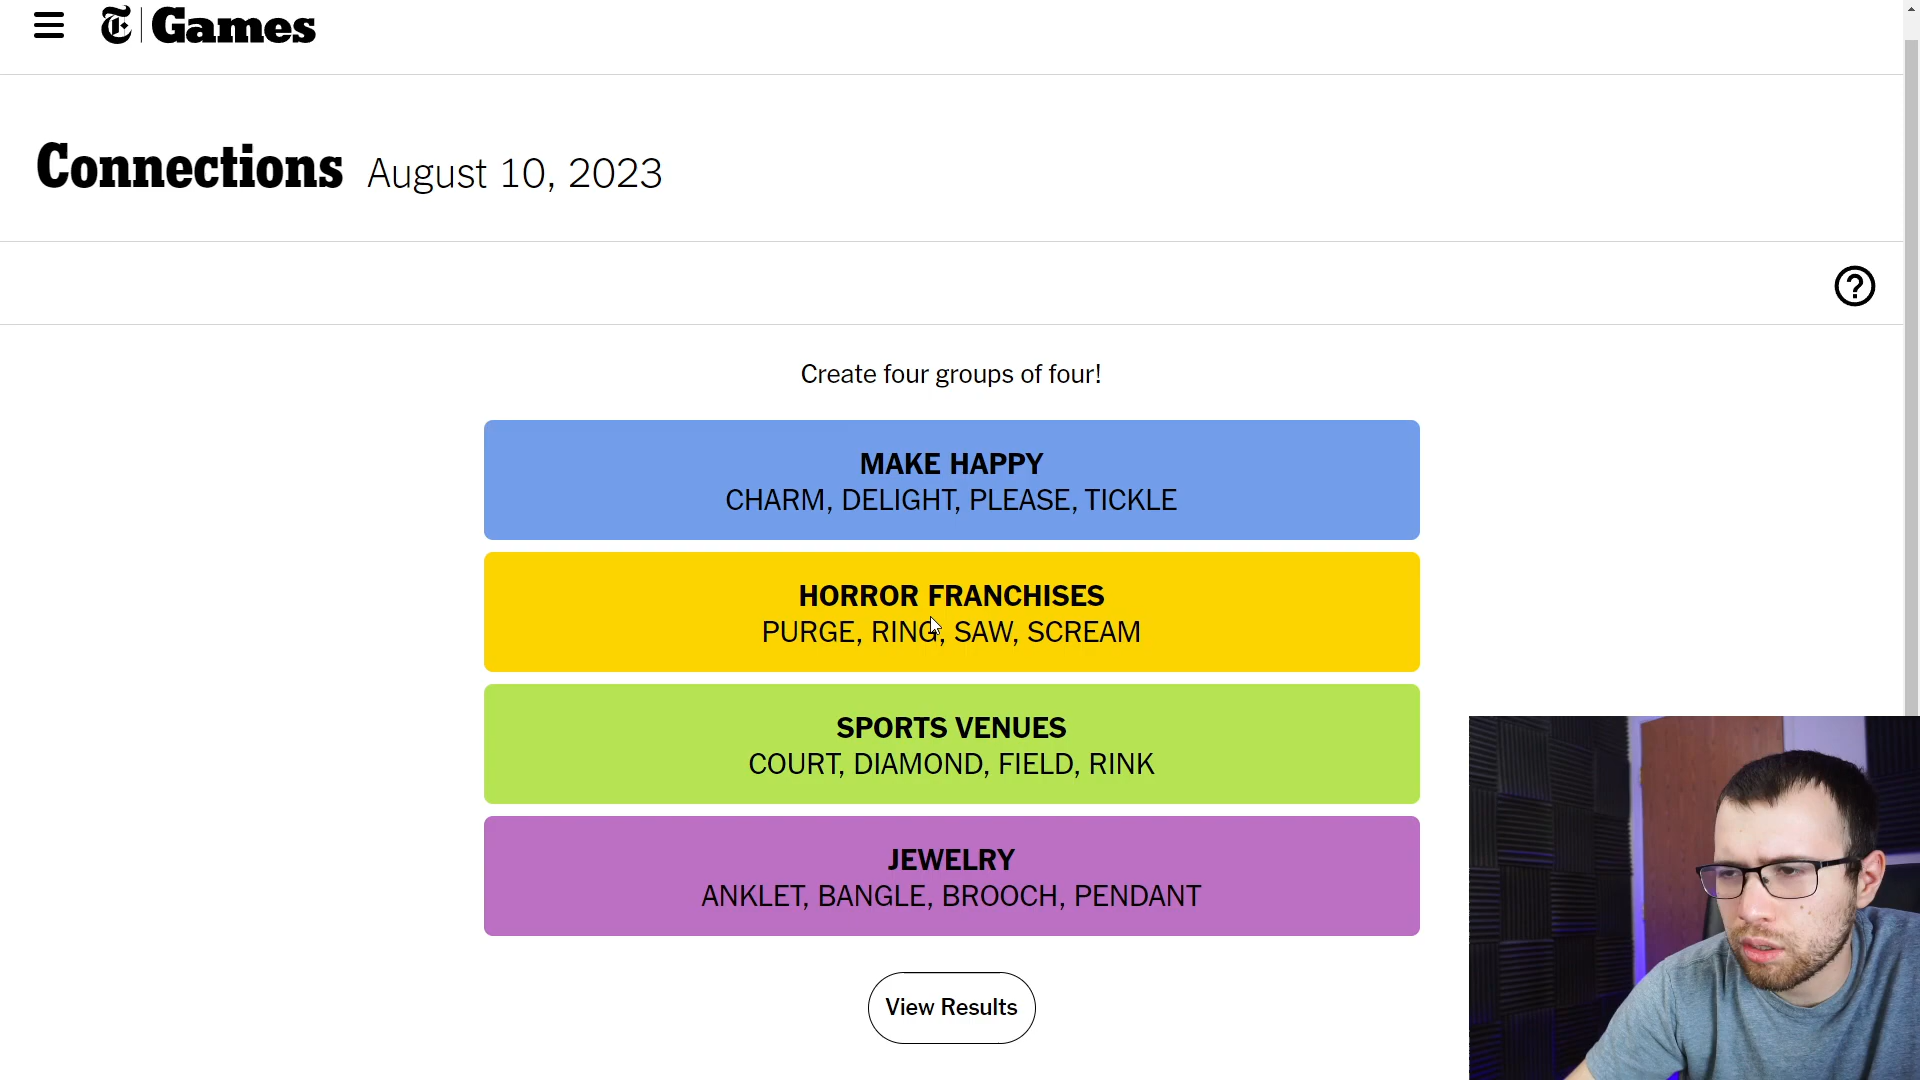 Games
Connections August 10, 2023
Create four groups of four!
MAKE HAPPY
CHARM, DELIGHT, PLEASE, TICKLE
HORROR FRANCHISES
PURGE, RING, SAW, SCREAM
SPORTS VENUES
COURT, DIAMOND, FIELD, RINK
JEWELRY
ANKLET, BANGLE, BROOCH, PENDANT
View Results